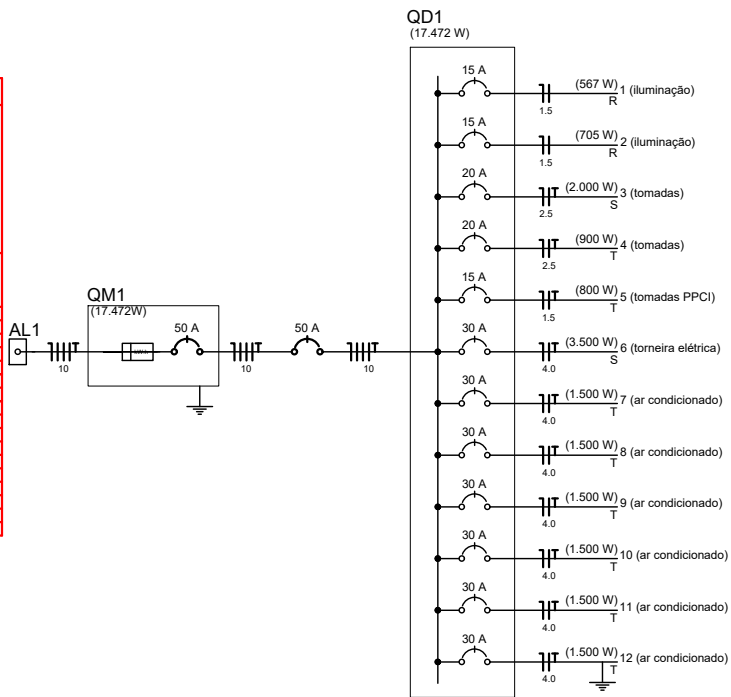 QD1
(17.472 W)
15 A
(567 W) 1 (iluminação)
1.5
R
15 A
(705 W) 2 (iluminação)
1.5
R
20 A
(2.000 W) 3 (tomadas)
2.5
S
20 A
(900 W) 4 (tomadas)
2.5
T
15 A
(800 W) 5 (tomadas PPCI)
1.5
T
QM1
(17.472W)
AL1
50 A
50 A
10
10
10
30 A
(3.500 W) 6 (torneira elétrica)
4.0
S
30 A
(1.500 W) 7 (ar condicionado)
4.0
T
30 A
(1.500 W) 8 (ar condicionado)
4.0
T
30 A
(1.500 W) 9 (ar condicionado)
4.0
T
30 A
(1.500 W) 10 (ar condicionado)
4.0
T
30 A
(1.500 W) 11 (ar condicionado)
4.0
T
30 A
(1.500 W) 12 (ar condicionado)
4.0
T